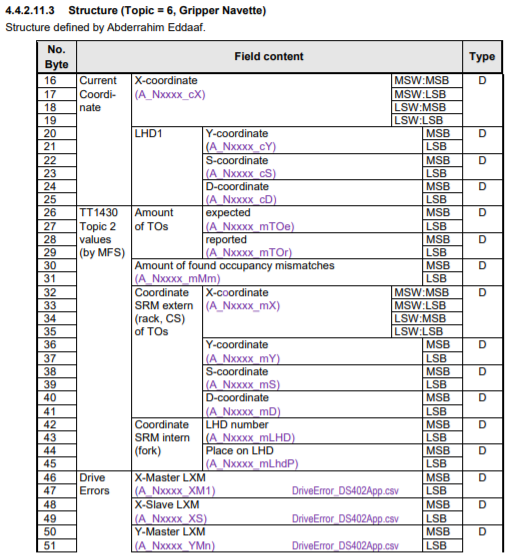 4.4.2.11.3 Structure (Topic = 6, Gripper Navette)
Structure defined by Abderrahim Eddaaf.
No. Byte Field content Type
16 Current Coordi-nate X-coordinate (A_Nxxxx_cX) MSW:MSB D
17 MSW:LSB
18 LSW:MSB
19 LSW:LSB
20 LHD1 Y-coordinate MSB D
21 (A_Nxxxx_cY) LSB
22 S-coordinate MSB D
23 (A_Nxxxx_cS) LSB
24 D-coordinate MSB D
25 (A_Nxxxx_cD) LSB
26 TT1430 Topic 2 values (by MFS) Amount of TOs expected MSB D
27 (A_Nxxxx_mTOe) LSB
28 reported MSB D
29 (A_Nxxxx_mTOr) LSB
30 Amount of found occupancy mismatches MSB D
31 (A_Nxxxx_mMm) LSB
32 Coordinate SRM extern (rack, CS) of TOs X-coordinate (A_Nxxxx_mX) MSW:MSB D
33 MSW:LSB
34 LSW:MSB
35 LSW:LSB
36 Y-coordinate MSB D
37 (A_Nxxxx_mY) LSB
38 S-coordinate MSB D
39 (A_Nxxxx_mS) LSB
40 D-coordinate MSB D
41 (A_Nxxxx_mD) LSB
42 Coordinate SRM intern (fork) LHD number MSB D
43 (A_Nxxxx_mLHD) LSB
44 Place on LHD MSB D
45 (A_Nxxxx_mLhdP) LSB
46 Drive Errors X-Master LXM MSB D
47 (A_Nxxxx_XM1) DriveError_DS402App.csv LSB
48 X-Slave LXM MSB D
49 (A_Nxxxx_XS) DriveError_DS402App.csv LSB
50 Y-Master LXM MSB D
51 (A_Nxxxx_YMn) DriveError_DS402App.csv LSB